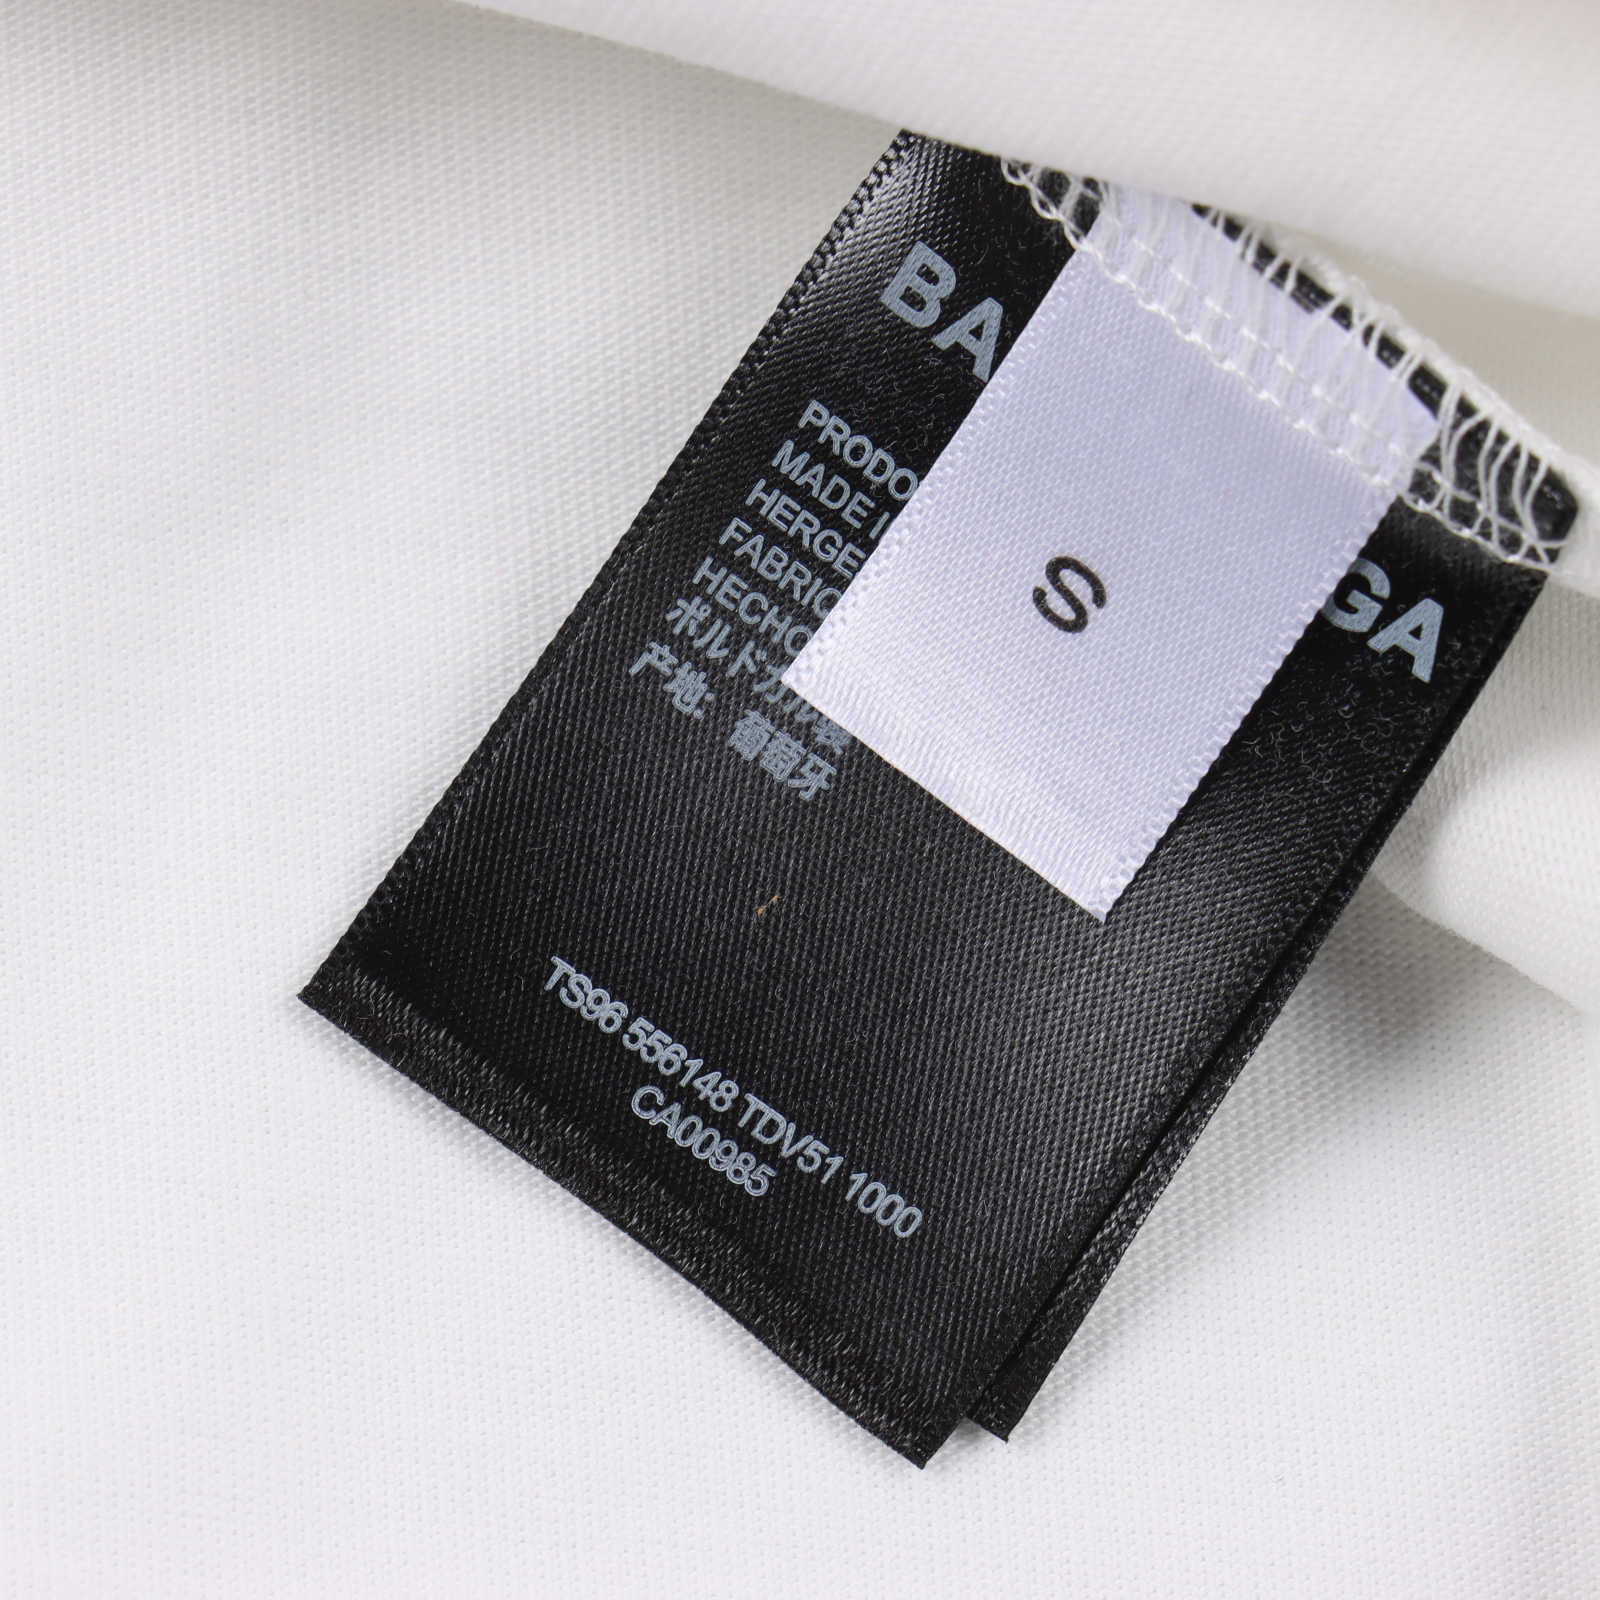 BA GA
S
PRODO
MADE I
HERGE
FABRIC
HECHO
ポルトガル製
产地: 葡萄牙
TS96 556148 TDV51 1000
CA00985